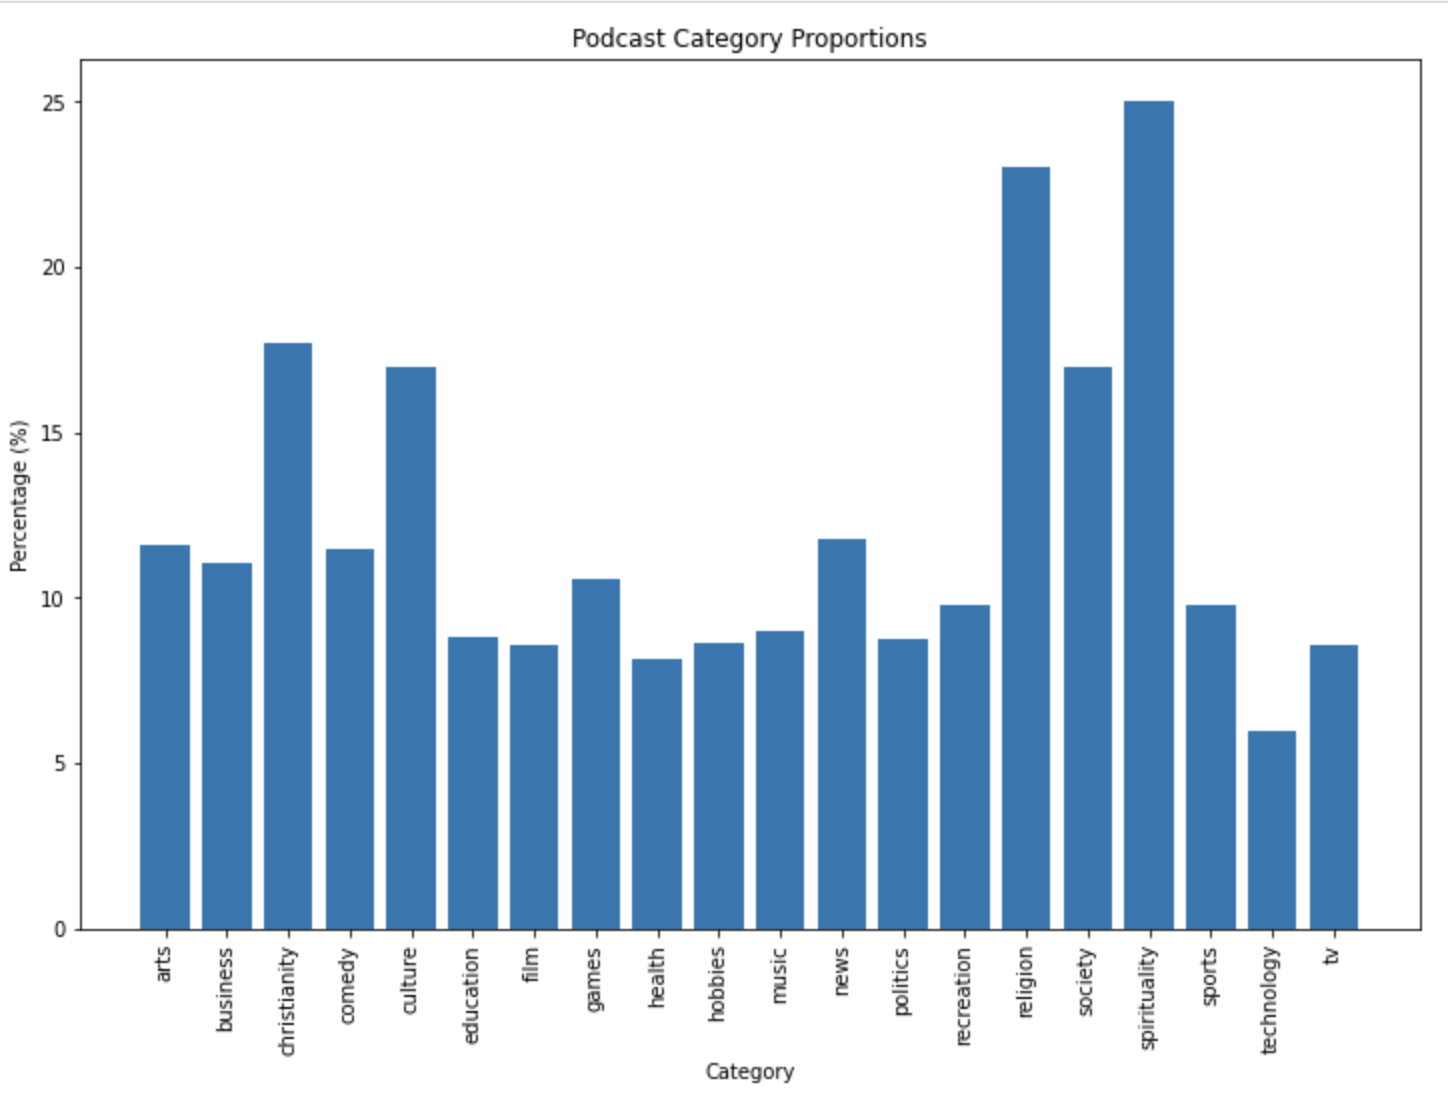 Podcast Category Proportions
Percentage (%)
25
20
15
10
5
0
arts
business
christianity
comedy
culture
education
film
games
health
hobbies
music
news
politics
recreation
religion
society
spirituality
sports
technology
tv
Category